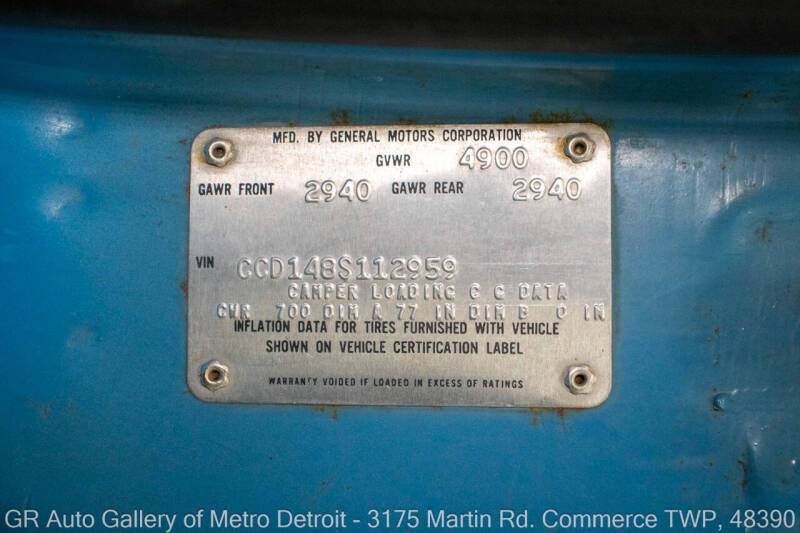 MFD. BY GENERAL MOTORS CORPORATION
GVWR 4900
GAWR FRONT 2940 GAWR REAR 2940
VIN CCD148S112959
CAMPER LOADING C G DATA
CWR 700 DIM A 77 IN DIM B 0 IN
INFLATION DATA FOR TIRES FURNISHED WITH VEHICLE
SHOWN ON VEHICLE CERTIFICATION LABEL
WARRANTY VOIDED IF LOADED IN EXCESS OF RATINGS
GR Auto Gallery of Metro Detroit - 3175 Martin Rd. Commerce TWP, 48390